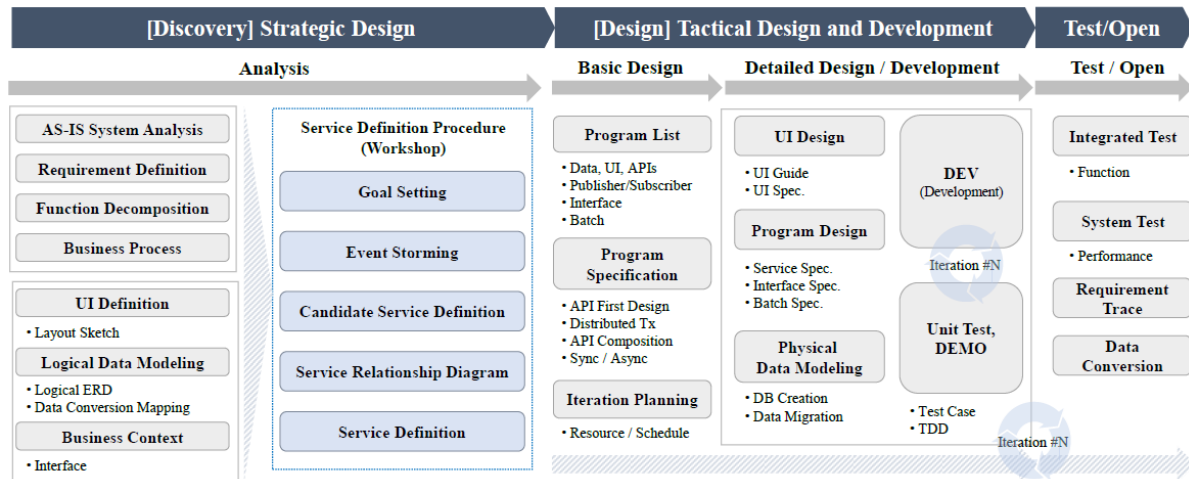 [Discovery] Strategic Design
[Design] Tactical Design and Development
Test/Open
Analysis
Basic Design
Detailed Design / Development
Test / Open
AS-IS System Analysis
Requirement Definition
Function Decomposition
Business Process
UI Definition
• Layout Sketch
Logical Data Modeling
• Logical ERD
• Data Conversion Mapping
Business Context
• Interface
Service Definition Procedure
(Workshop)
Goal Setting
Event Storming
Candidate Service Definition
Service Relationship Diagram
Service Definition
Program List
• Data, UI, APIs
• Publisher/Subscriber
• Interface
• Batch
Program
Specification
• API First Design
• Distributed Tx
• API Composition
• Sync / Async
Iteration Planning
• Resource / Schedule
UI Design
• UI Guide
• UI Spec.
Program Design
• Service Spec.
• Interface Spec.
• Batch Spec.
Physical
Data Modeling
• DB Creation
• Data Migration
DEV
(Development)
Iteration #N
Unit Test,
DEMO
• Test Case
• TDD
Iteration #N
Integrated Test
• Function
System Test
• Performance
Requirement
Trace
Data
Conversion